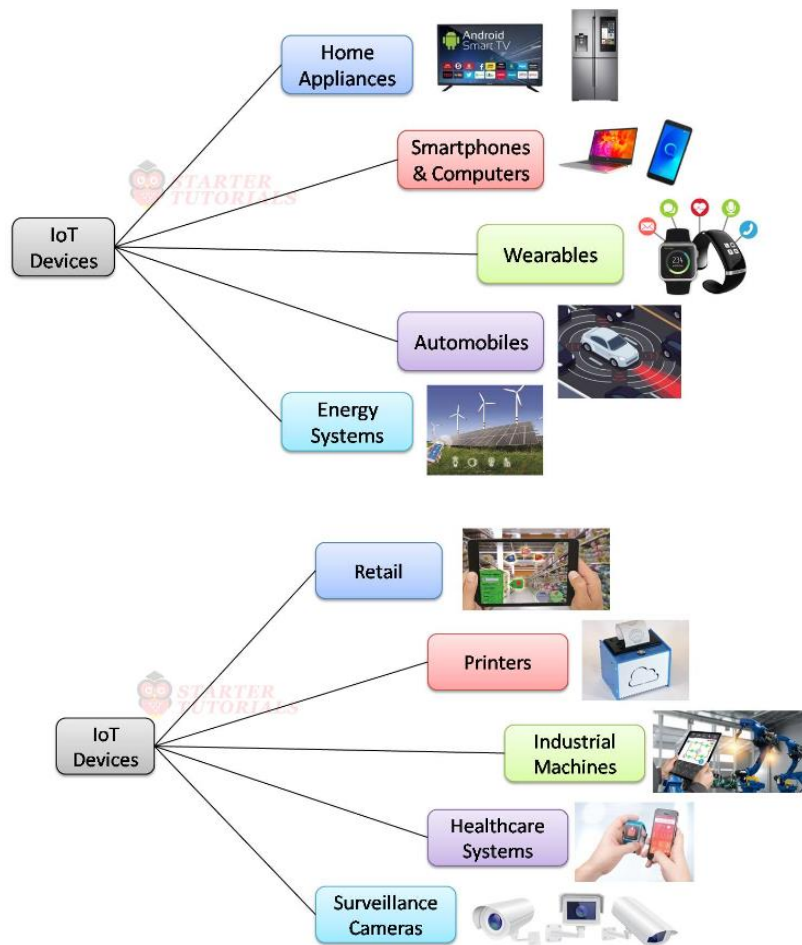 Home
Appliances
Android
Smart TV
Smartphones
& Computers
STARTER
TUTORIALS
IoT
Devices
Wearables
234
Automobiles
Energy
Systems
Retail
Printers
STARTER
TUTORIALS
IoT
Devices
Industrial
Machines
Healthcare
Systems
Surveillance
Cameras